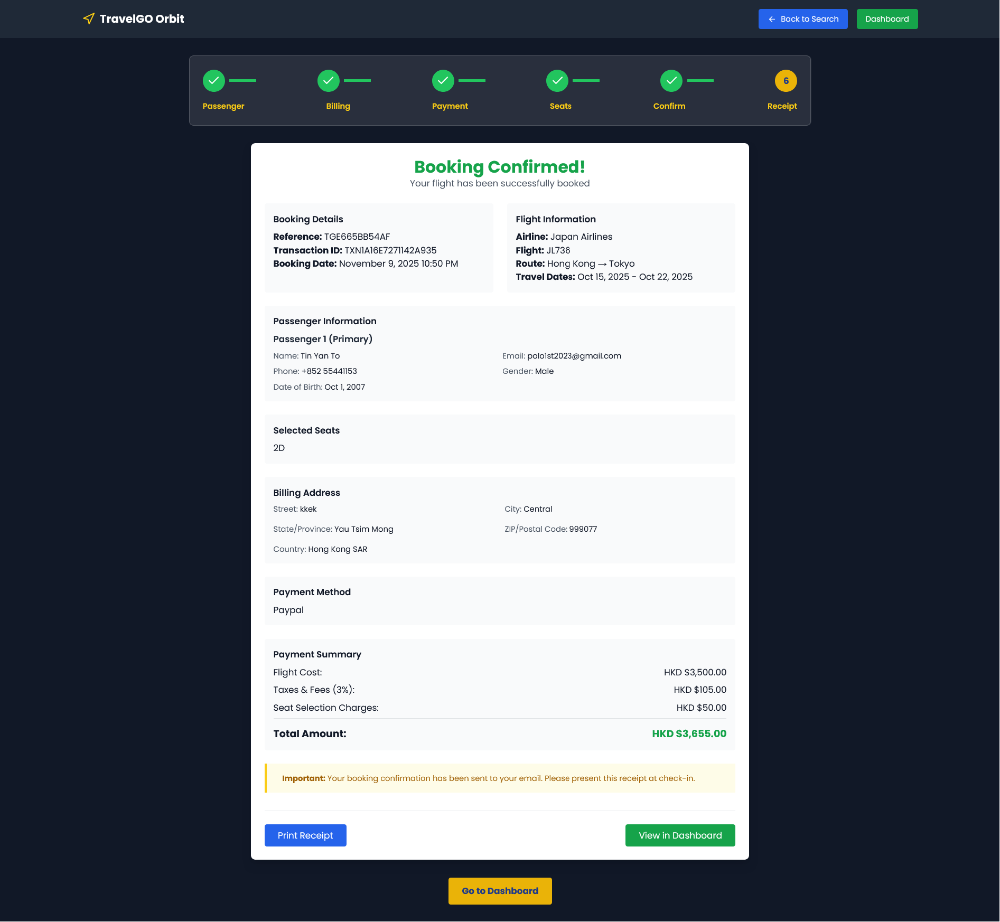 TravelGO Orbit
← Back to Search
Dashboard
6
Passenger
Billing
Payment
Seats
Confirm
Receipt
Booking Confirmed!
Your flight has been successfully booked
Booking Details
Reference: TGE665BB54AF
Transaction ID: TXN1A16E7271142A935
Booking Date: November 9, 2025 10:50 PM
Flight Information
Airline: Japan Airlines
Flight: JL736
Route: Hong Kong → Tokyo
Travel Dates: Oct 15, 2025 - Oct 22, 2025
Passenger Information
Passenger 1 (Primary)
Name: Tin Yan To
Email: polo1st2023@gmail.com
Phone: +852 55441153
Gender: Male
Date of Birth: Oct 1, 2007
Selected Seats
2D
Billing Address
Street: kkek
City: Central
State/Province: Yau Tsim Mong
ZIP/Postal Code: 999077
Country: Hong Kong SAR
Payment Method
Paypal
Payment Summary
Flight Cost: HKD $3,500.00
Taxes & Fees (3%): HKD $105.00
Seat Selection Charges: HKD $50.00
Total Amount: HKD $3,655.00
Important: Your booking confirmation has been sent to your email. Please present this receipt at check-in.
Print Receipt
View in Dashboard
Go to Dashboard